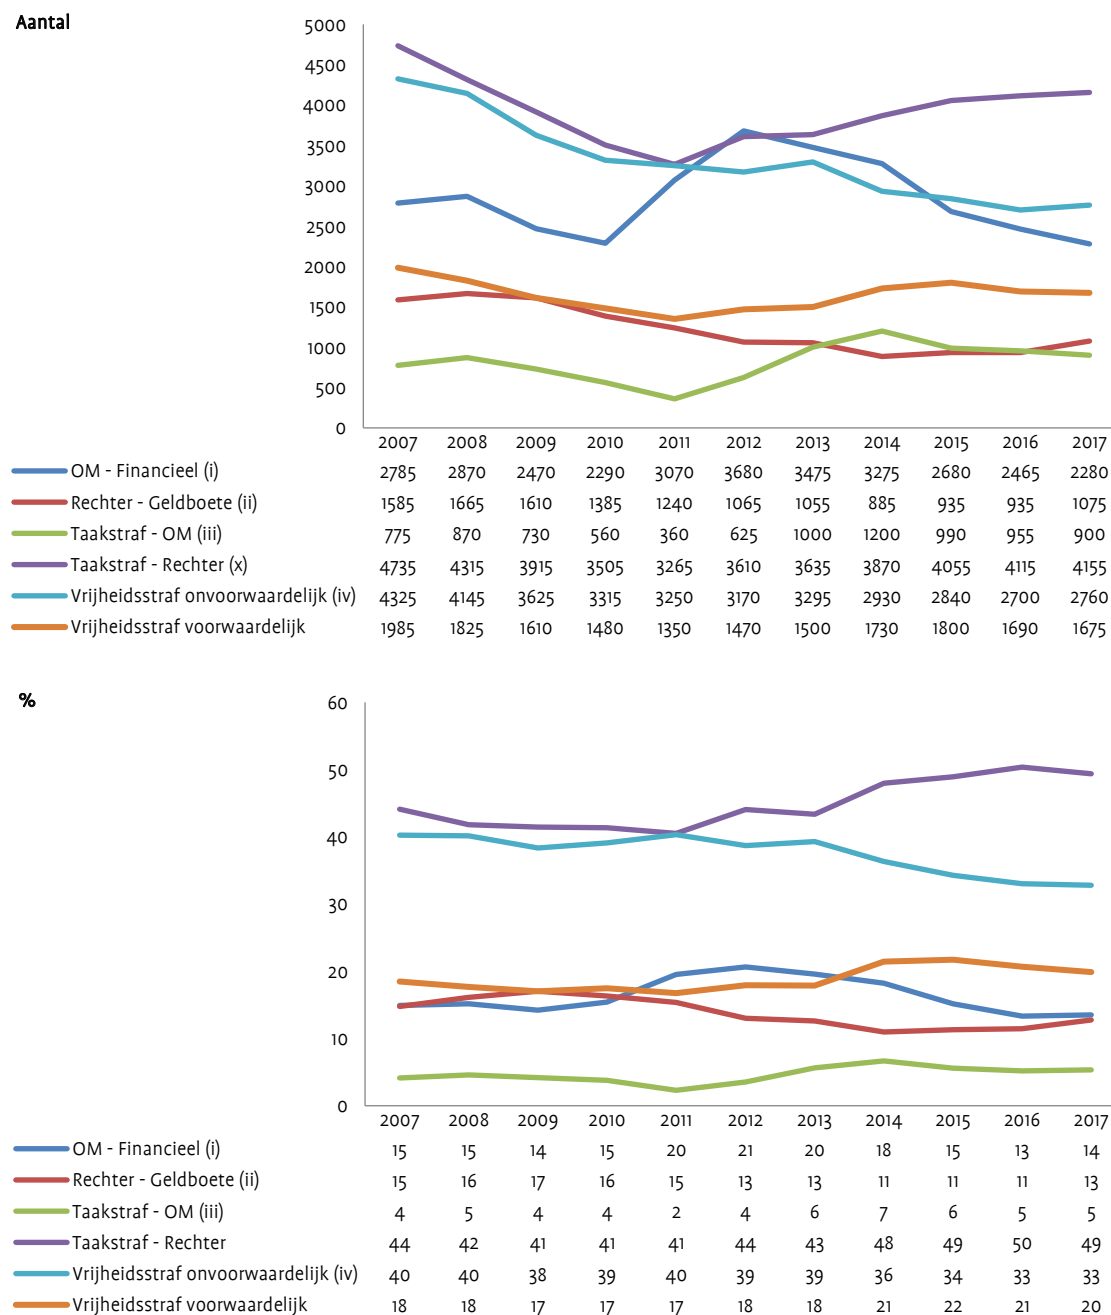 Aantal
5000
4500
4000
3500
3000
2500
2000
1500
1000
500
0
2007 2008 2009 2010 2011 2012 2013 2014 2015 2016 2017
OM - Financieel (i) 2785 2870 2470 2290 3070 3680 3475 3275 2680 2465 2280
Rechter - Geldboete (ii) 1585 1665 1610 1385 1240 1065 1055 885 935 935 1075
Taakstraf - OM (iii) 775 870 730 560 360 625 1000 1200 990 955 900
Taakstraf - Rechter (x) 4735 4315 3915 3505 3265 3610 3635 3870 4055 4115 4155
Vrijheidsstraf onvoorwaardelijk (iv) 4325 4145 3625 3315 3250 3170 3295 2930 2840 2700 2760
Vrijheidsstraf voorwaardelijk 1985 1825 1610 1480 1350 1470 1500 1730 1800 1690 1675
%
60
50
40
30
20
10
0
2007 2008 2009 2010 2011 2012 2013 2014 2015 2016 2017
OM - Financieel (i) 15 15 14 15 20 21 20 18 15 13 14
Rechter - Geldboete (ii) 15 16 17 16 15 13 13 11 11 11 13
Taakstraf - OM (iii) 4 5 4 4 2 4 6 7 6 5 5
Taakstraf - Rechter 44 42 41 41 41 44 43 48 49 50 49
Vrijheidsstraf onvoorwaardelijk (iv) 40 40 38 39 40 39 39 36 34 33 33
Vrijheidsstraf voorwaardelijk 18 18 17 17 17 18 18 21 22 21 20